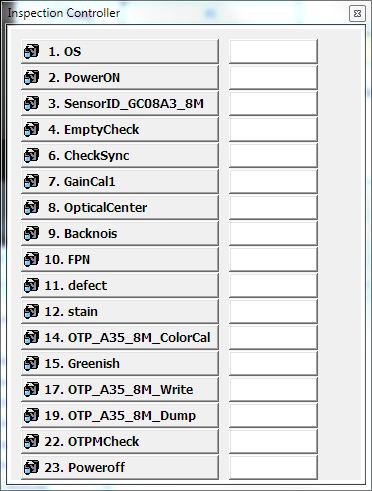 Inspection Controller
1. OS
2. PowerON
3. SensorID_GC08A3_8M
4. EmptyCheck
6. CheckSync
7. GainCal1
8. OpticalCenter
9. Backnois
10. FPN
11. defect
12. stain
14. OTP_A35_8M_ColorCal
15. Greenish
17. OTP_A35_8M_Write
19. OTP_A35_8M_Dump
22. OTPMCheck
23. Poweroff